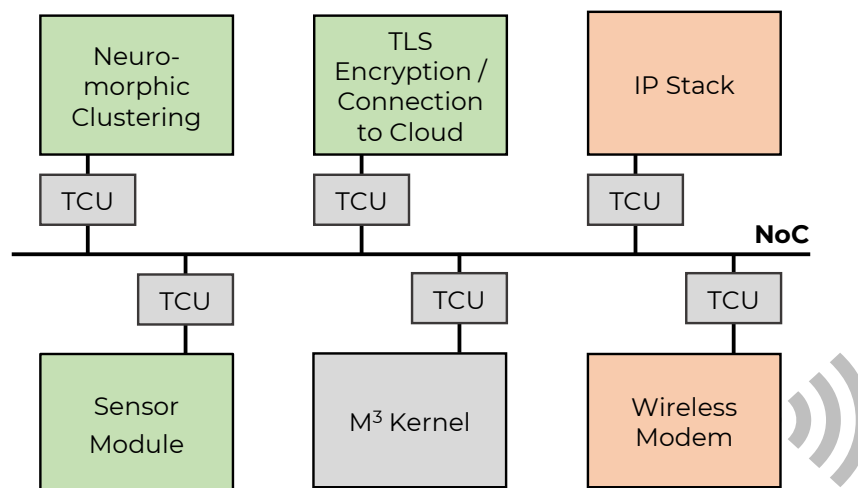 Neuro-
morphic
Clustering
TLS
Encryption /
Connection
to Cloud
IP Stack
TCU
TCU
TCU
NoC
TCU
TCU
TCU
Sensor
Module
M³ Kernel
Wireless
Modem